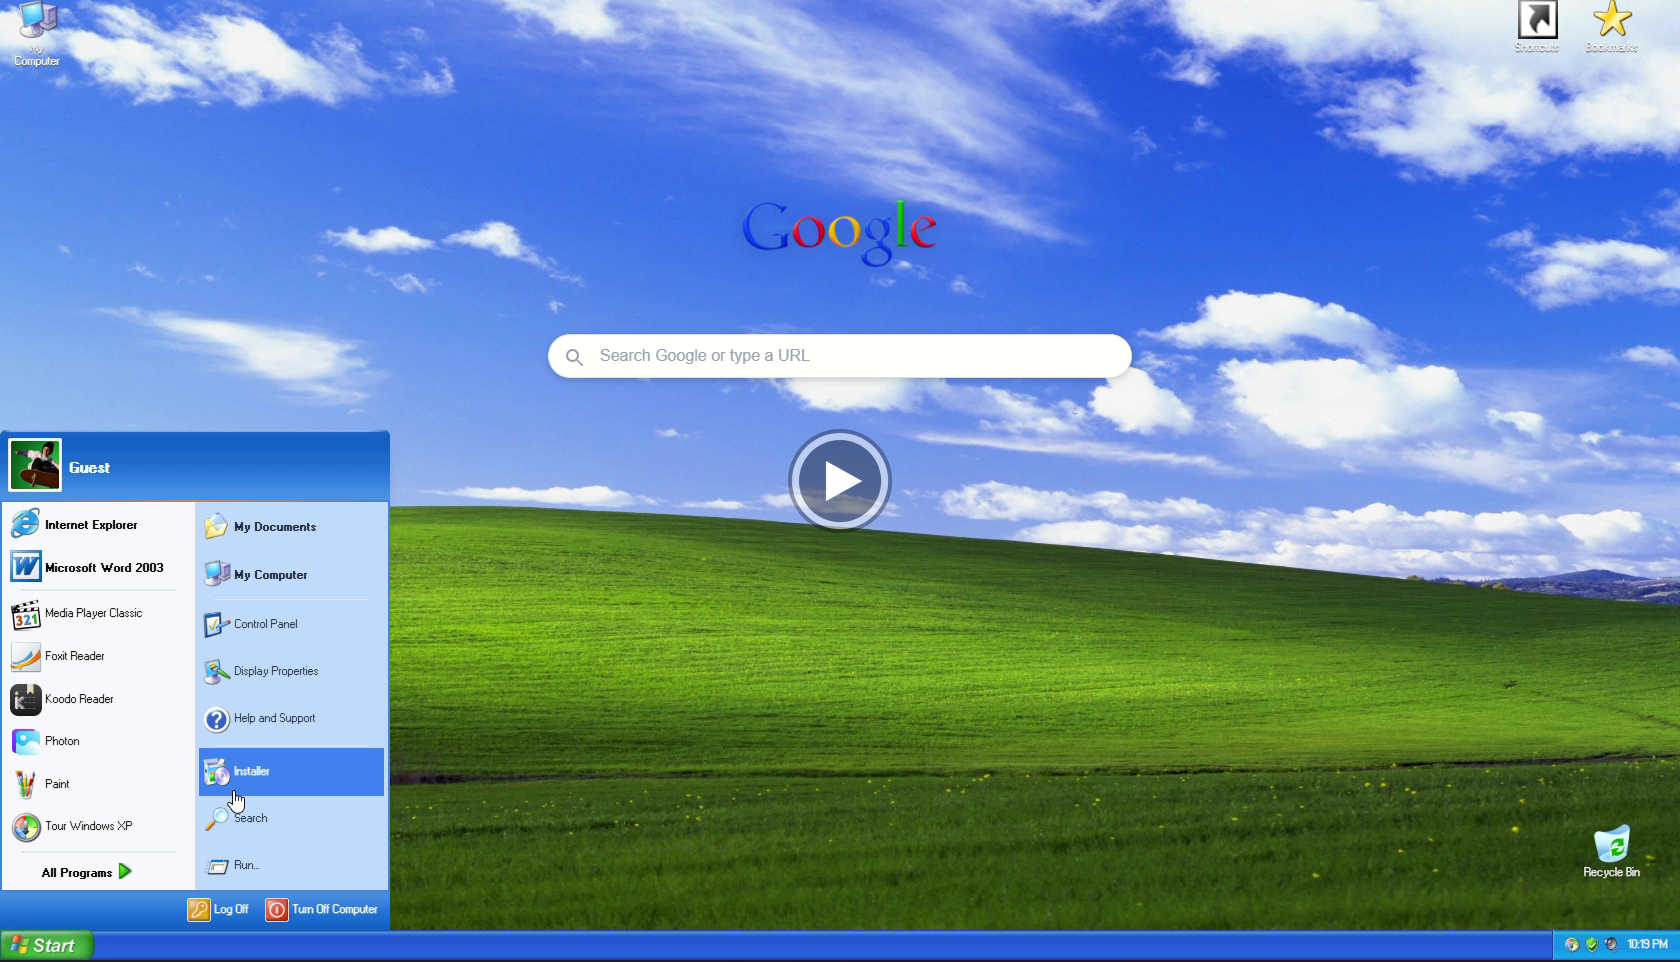 My
Computer
Shortcuts
Bookmarks
Google
Search Google or type a URL
Guest
Internet Explorer
Microsoft Word 2003
321
Media Player Classic
Foxit Reader
Koodo Reader
Photon
Paint
Tour Windows XP
All Programs
My Documents
My Computer
Control Panel
Display Properties
Help and Support
Installer
Search
Run...
Log Off
Turn Off Computer
Recycle Bin
Start
10:19 PM